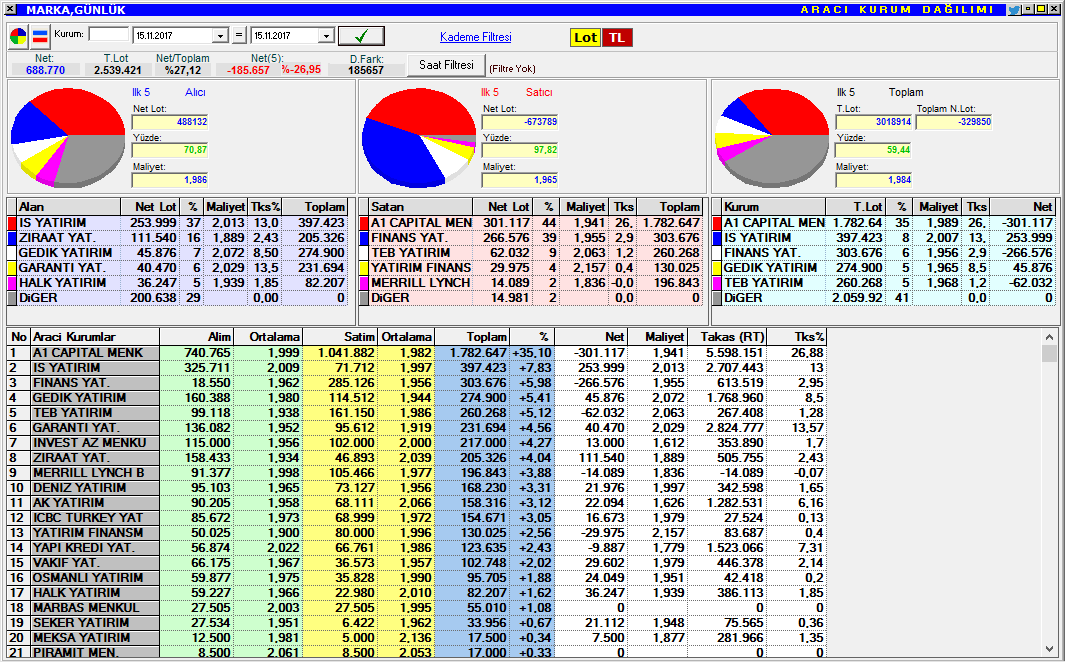 MARKA,GÜNLÜK ARACI KURUM DAĞILIMI
Kurum: 15.11.2017 = 15.11.2017 Kademe Filtresi Lot TL
Net: T.Lot Net/Toplam Net(5): D.Fark: Saat Filtresi (Filtre Yok)
688.770 2.539.421 %27,12 -185.657 %-26,95 185657
Ilk 5 Alıcı
Net Lot:
488132
Yüzde:
70,87
Maliyet:
1,986
Ilk 5 Satıcı
Net Lot:
-673789
Yüzde:
97,82
Maliyet:
1,965
Ilk 5 Toplam
T.Lot: Toplam N.Lot:
3018914 -329850
Yüzde:
59,44
Maliyet:
1,984
Alan Net Lot % Maliyet Tks% Toplam
IS YATIRIM 253.999 37 2,013 13,0 397.423
ZIRAAT YAT. 111.540 16 1,889 2,43 205.326
GEDIK YATIRIM 45.876 7 2,072 8,50 274.900
GARANTI YAT. 40.470 6 2,029 13,5 231.694
HALK YATIRIM 36.247 5 1,939 1,85 82.207
DiGER 200.638 29 0,00 0
Satan Net Lot % Maliyet Tks Toplam
A1 CAPITAL MEN 301.117 44 1,941 26, 1.782.647
FINANS YAT. 266.576 39 1,955 2,9 303.676
TEB YATIRIM 62.032 9 2,063 1,2 260.268
YATIRIM FINANS 29.975 4 2,157 0,4 130.025
MERRILL LYNCH 14.089 2 1,836 -0,0 196.843
DiGER 14.981 2 0,0 0
Kurum T.Lot % Maliyet Tks Net
A1 CAPITAL MEN 1.782.64 35 1,989 26, -301.117
IS YATIRIM 397.423 8 2,007 13, 253.999
FINANS YAT. 303.676 6 1,956 2,9 -266.576
GEDIK YATIRIM 274.900 5 1,965 8,5 45.876
TEB YATIRIM 260.268 5 1,968 1,2 -62.032
DiGER 2.059.92 41 0,0 0
No Araci Kurumlar Alim Ortalama Satim Ortalama Toplam % Net Maliyet Takas (RT) Tks%
1 A1 CAPITAL MENK 740.765 1,999 1.041.882 1,982 1.782.647 +35,10 -301.117 1,941 5.598.151 26,88
2 IS YATIRIM 325.711 2,009 71.712 1,997 397.423 +7,83 253.999 2,013 2.707.443 13
3 FINANS YAT. 18.550 1,962 285.126 1,956 303.676 +5,98 -266.576 1,955 613.519 2,95
4 GEDIK YATIRIM 160.388 1,980 114.512 1,944 274.900 +5,41 45.876 2,072 1.768.960 8,5
5 TEB YATIRIM 99.118 1,938 161.150 1,986 260.268 +5,12 -62.032 2,063 267.408 1,28
6 GARANTI YAT. 136.082 1,952 95.612 1,919 231.694 +4,56 40.470 2,029 2.824.777 13,57
7 INVEST AZ MENKU 115.000 1,956 102.000 2,000 217.000 +4,27 13.000 1,612 353.890 1,7
8 ZIRAAT YAT. 158.433 1,934 46.893 2,039 205.326 +4,04 111.540 1,889 505.755 2,43
9 MERRILL LYNCH B 91.377 1,998 105.466 1,977 196.843 +3,88 -14.089 1,836 -14.089 -0,07
10 DENIZ YATIRIM 95.103 1,965 73.127 1,956 168.230 +3,31 21.976 1,997 342.598 1,65
11 AK YATIRIM 90.205 1,958 68.111 2,066 158.316 +3,12 22.094 1,626 1.282.531 6,16
12 ICBC TURKEY YAT 85.672 1,973 68.999 1,972 154.671 +3,05 16.673 1,979 27.524 0,13
13 YATIRIM FINANSM 50.025 1,900 80.000 1,996 130.025 +2,56 -29.975 2,157 83.687 0,4
14 YAPI KREDI YAT. 56.874 2,022 66.761 1,986 123.635 +2,43 -9.887 1,779 1.523.066 7,31
15 VAKIF YAT. 66.175 1,967 36.573 1,957 102.748 +2,02 29.602 1,979 446.378 2,14
16 OSMANLI YATIRIM 59.877 1,975 35.828 1,990 95.705 +1,88 24.049 1,951 42.418 0,2
17 HALK YATIRIM 59.227 1,966 22.980 2,010 82.207 +1,62 36.247 1,939 386.113 1,85
18 MARBAS MENKUL 27.505 2,003 27.505 1,995 55.010 +1,08 0 0 0
19 SEKER YATIRIM 27.534 1,951 6.422 1,962 33.956 +0,67 21.112 1,948 75.565 0,36
20 MEKSA YATIRIM 12.500 1,981 5.000 2,136 17.500 +0,34 7.500 1,877 281.966 1,35
21 PIRAMIT MEN. 8.500 2,061 8.500 2,053 17.000 +0,33 0 0 0